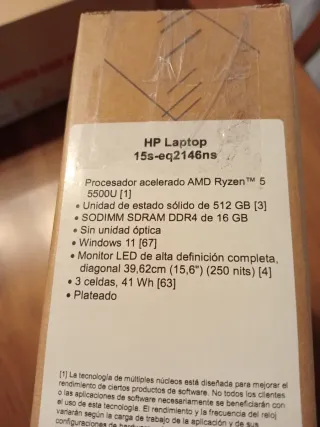 HP Laptop
15s-eq2146ns
• Procesador acelerado AMD Ryzen™ 5
5500U [1]
• Unidad de estado sólido de 512 GB [3]
• SODIMM SDRAM DDR4 de 16 GB
• Sin unidad óptica
• Windows 11 [67]
• Monitor LED de alta definición completa,
diagonal 39,62cm (15,6") (250 nits) [4]
• 3 celdas, 41 Wh [63]
• Plateado
[1] La tecnología de múltiples núcleos está diseñada para mejorar el
rendimiento de ciertos productos de software. No todos los clientes
o las aplicaciones de software necesariamente se beneficiarán con
el uso de esta tecnología. El rendimiento y la frecuencia del reloj
variarán según la carga de trabajo de la aplicación y de sus
configuraciones de